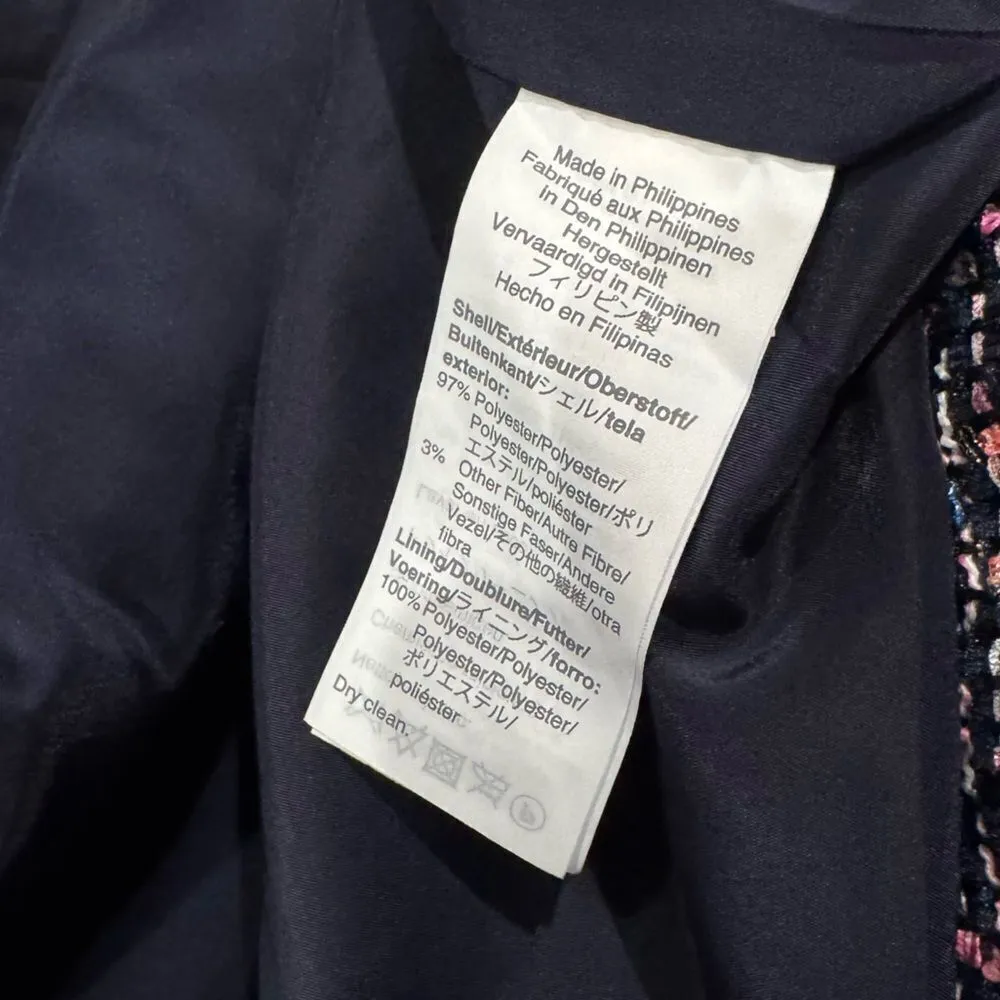 Made in Philippines
Fabriqué aux Philippines
In Den Philippinen
Hergestellt
Vervaardigd in Filipijnen
フィリピン製
Hecho en Filipinas
Shell/Extérieur/Oberstoff/
Buitenkant/シェル/tela
exterior:
97% Polyester/Polyester/
Polyester/Polyester/ポリ
エステル/poliéster
3% Other Fiber/Autre Fibre/
Sonstige Faser/Andere
Vezel/その他の繊維/otra
fibra
Lining/Doublure/Futter/
Voering/ライニング/forro:
100% Polyester/Polyester/
Polyester/Polyester/
ポリエステル/
poliéster
Dry clean.